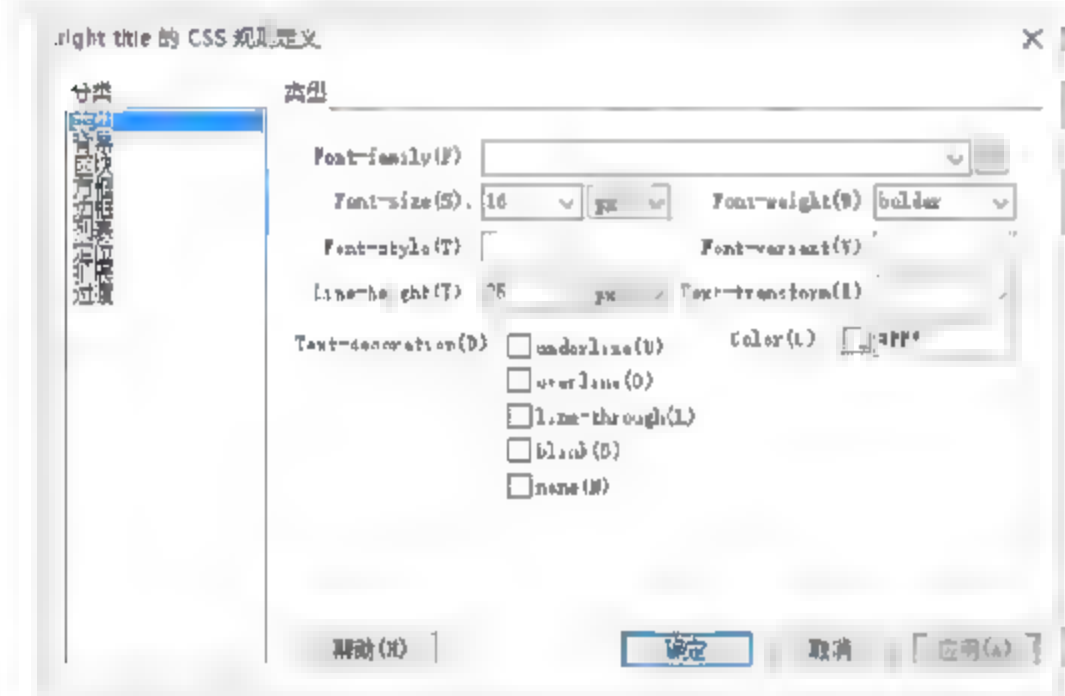 .right title 的 CSS 规则定义
分类 类型
类型
背景
区块
方框
边框
列表
定位
扩展
过渡
Font-family(F)
Font-size(S) 16 px Font-weight(W) bolder
Font-style(T) Font-variant(V)
Line-height(I) px Text-transform(R)
Text-decoration(D) underline(U) Color(C)
overline(O)
line-through(L)
blink(B)
none(N)
帮助(H) 确定 取消 应用(A)